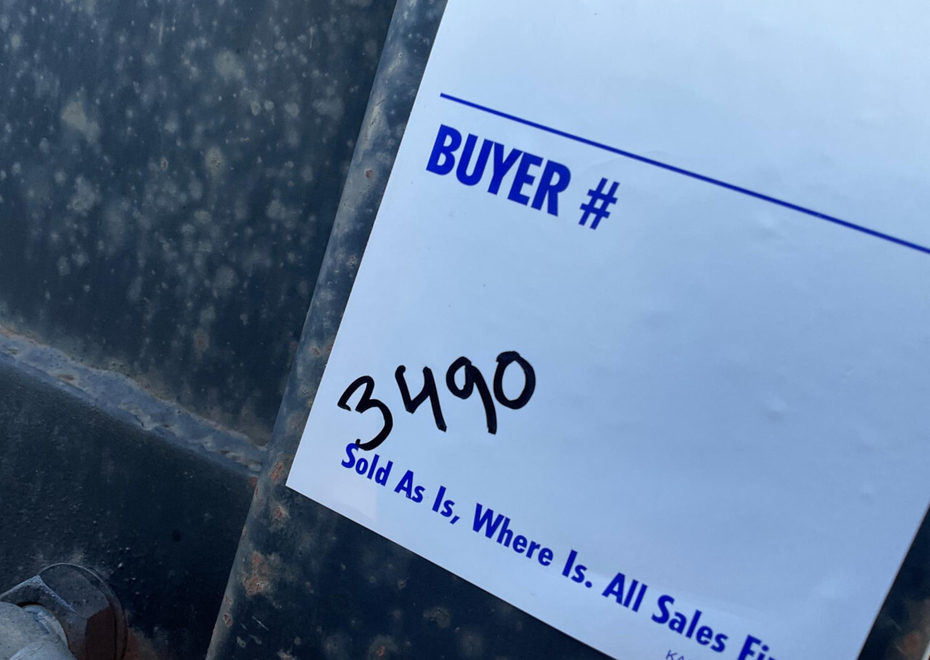 BUYER #
3490
Sold As Is, Where Is. All Sales